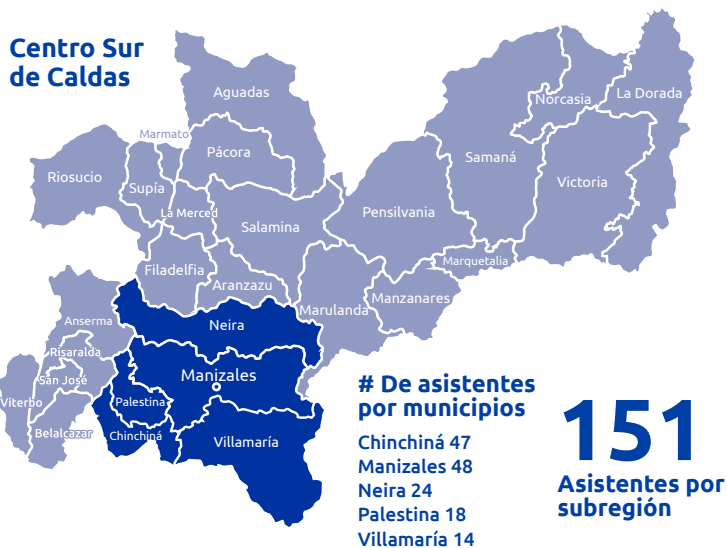 Centro Sur
de Caldas
Aguadas
Marmato
Pácora
Riosucio
Supía
La Merced
Salamina
Filadelfia
Aranzazu
Norcasia
La Dorada
Samaná
Victoria
Pensilvania
Marquetalia
Manzanares
Marulanda
Anserma
Neira
Risaralda
Manizales
San José
Viterbo
Palestina
Belalcazar
Chinchiná
Villamaría
# De asistentes
por municipios
Chinchiná 47
Manizales 48
Neira 24
Palestina 18
Villamaría 14
151
Asistentes por
subregión